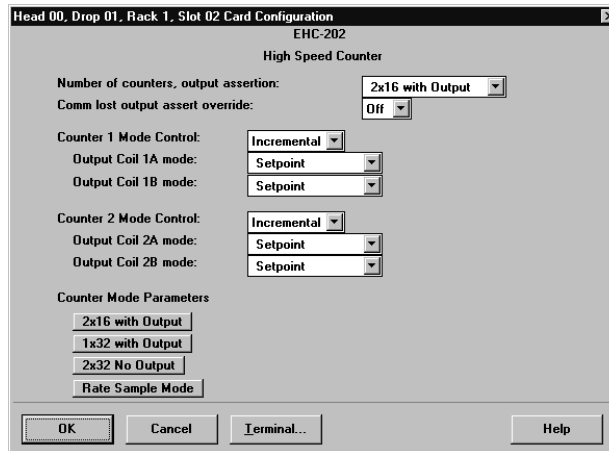 Head 00, Drop 01, Rack 1, Slot 02 Card Configuration
EHC-202
High Speed Counter
Number of counters, output assertion: 2x16 with Output
Comm lost output assert override: Off
Counter 1 Mode Control: Incremental
Output Coil 1A mode: Setpoint
Output Coil 1B mode: Setpoint
Counter 2 Mode Control: Incremental
Output Coil 2A mode: Setpoint
Output Coil 2B mode: Setpoint
Counter Mode Parameters
2x16 with Output
1x32 with Output
2x32 No Output
Rate Sample Mode
OK Cancel Terminal... Help